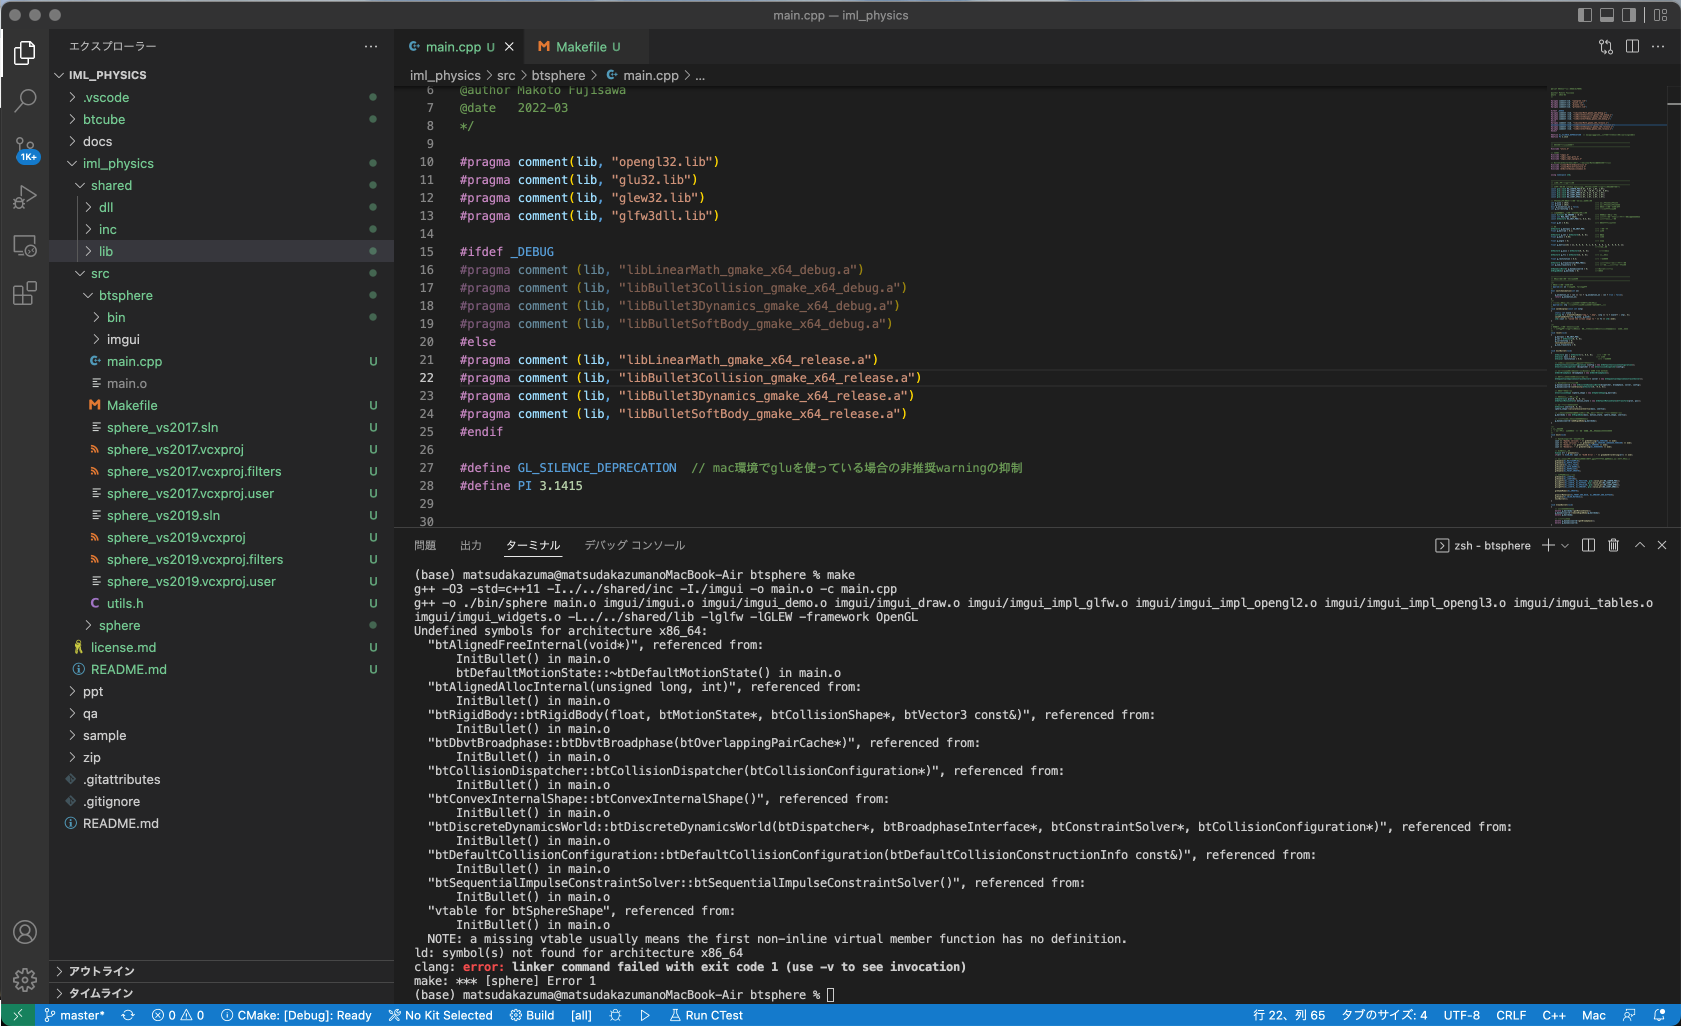 main.cpp — iml_physics
エクスプローラー
IML_PHYSICS
.vscode
btcube
docs
iml_physics
shared
dll
inc
lib
src
btsphere
bin
imgui
main.cpp U
main.o
Makefile U
sphere_vs2017.sln U
sphere_vs2017.vcxproj U
sphere_vs2017.vcxproj.filters U
sphere_vs2017.vcxproj.user U
sphere_vs2019.sln U
sphere_vs2019.vcxproj U
sphere_vs2019.vcxproj.filters U
sphere_vs2019.vcxproj.user U
utils.h U
sphere
license.md U
README.md U
ppt
qa
sample
zip
.gitattributes
.gitignore
README.md
アウトライン
タイムライン
1K+
main.cpp U
Makefile U
iml_physics > src > btsphere > main.cpp > ...
6 @author Makoto Fujisawa
7 @date 2022-03
8 */
9
10 #pragma comment(lib, "opengl32.lib")
11 #pragma comment(lib, "glu32.lib")
12 #pragma comment(lib, "glew32.lib")
13 #pragma comment(lib, "glfw3dll.lib")
14
15 #ifdef _DEBUG
16 #pragma comment (lib, "libLinearMath_gmake_x64_debug.a")
17 #pragma comment (lib, "libBullet3Collision_gmake_x64_debug.a")
18 #pragma comment (lib, "libBullet3Dynamics_gmake_x64_debug.a")
19 #pragma comment (lib, "libBulletSoftBody_gmake_x64_debug.a")
20 #else
21 #pragma comment (lib, "libLinearMath_gmake_x64_release.a")
22 #pragma comment (lib, "libBullet3Collision_gmake_x64_release.a")
23 #pragma comment (lib, "libBullet3Dynamics_gmake_x64_release.a")
24 #pragma comment (lib, "libBulletSoftBody_gmake_x64_release.a")
25 #endif
26
27 #define GL_SILENCE_DEPRECATION // mac環境でgluを使っている場合の非推奨warningの抑制
28 #define PI 3.1415
29
30
問題 出力 ターミナル デバッグ コンソール
zsh - btsphere
(base) matsudakazuma@matsudakazumanoMacBook-Air btsphere % make
g++ -O3 -std=c++11 -I../../shared/inc -I./imgui -o main.o -c main.cpp
g++ -o ./bin/sphere main.o imgui/imgui.o imgui/imgui_demo.o imgui/imgui_draw.o imgui/imgui_impl_glfw.o imgui/imgui_impl_opengl2.o imgui/imgui_impl_opengl3.o imgui/imgui_tables.o
imgui/imgui_widgets.o -L../../shared/lib -lglfw -lGLEW -framework OpenGL
Undefined symbols for architecture x86_64:
"btAlignedFreeInternal(void*)", referenced from:
InitBullet() in main.o
btDefaultMotionState::~btDefaultMotionState() in main.o
"btAlignedAllocInternal(unsigned long, int)", referenced from:
InitBullet() in main.o
"btRigidBody::btRigidBody(float, btMotionState*, btCollisionShape*, btVector3 const&)", referenced from:
InitBullet() in main.o
"btDbvtBroadphase::btDbvtBroadphase(btOverlappingPairCache*)", referenced from:
InitBullet() in main.o
"btCollisionDispatcher::btCollisionDispatcher(btCollisionConfiguration*)", referenced from:
InitBullet() in main.o
"btConvexInternalShape::btConvexInternalShape()", referenced from:
InitBullet() in main.o
"btDiscreteDynamicsWorld::btDiscreteDynamicsWorld(btDispatcher*, btBroadphaseInterface*, btConstraintSolver*, btCollisionConfiguration*)", referenced from:
InitBullet() in main.o
"btDefaultCollisionConfiguration::btDefaultCollisionConfiguration(btDefaultCollisionConstructionInfo const&)", referenced from:
InitBullet() in main.o
"btSequentialImpulseConstraintSolver::btSequentialImpulseConstraintSolver()", referenced from:
InitBullet() in main.o
"vtable for btSphereShape", referenced from:
InitBullet() in main.o
NOTE: a missing vtable usually means the first non-inline virtual member function has no definition.
ld: symbol(s) not found for architecture x86_64
clang: error: linker command failed with exit code 1 (use -v to see invocation)
make: *** [sphere] Error 1
(base) matsudakazuma@matsudakazumanoMacBook-Air btsphere %
master* 0 0 CMake: [Debug]: Ready No Kit Selected Build [all] Run CTest 行 22、列 65 タブのサイズ: 4 UTF-8 CRLF C++ Mac